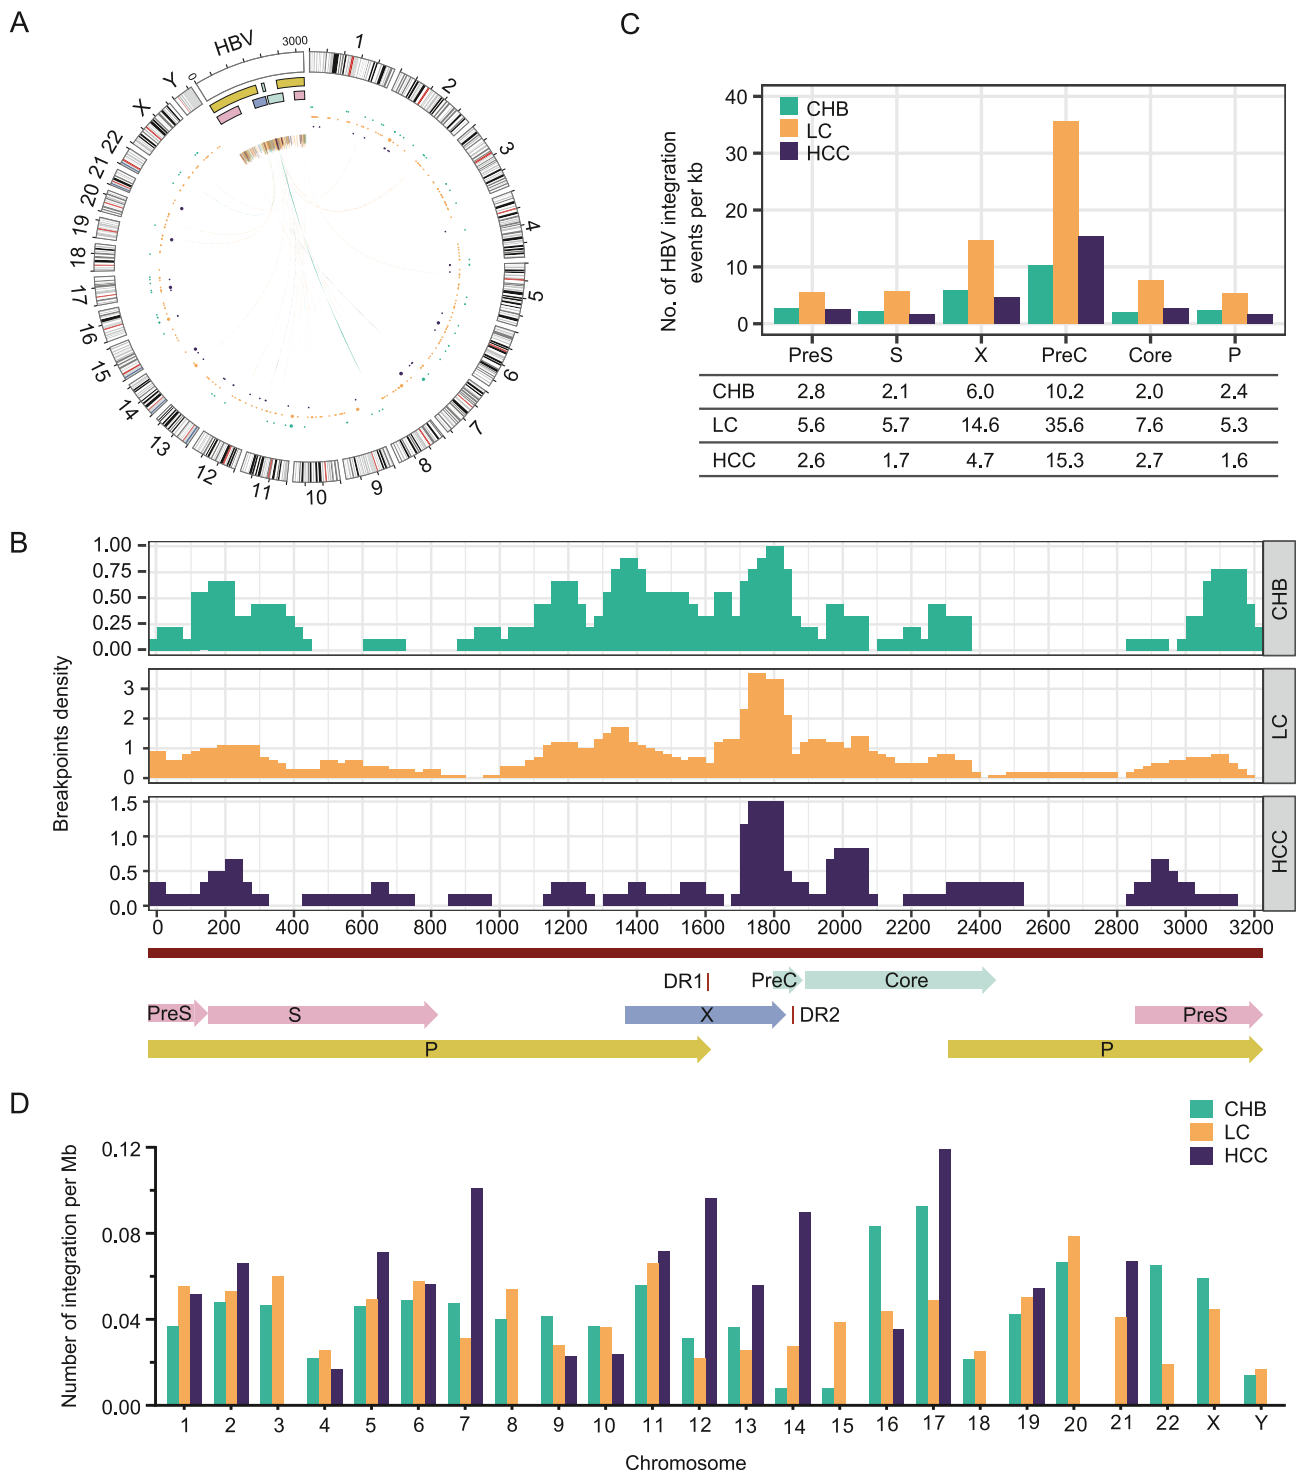 A
HBV
0
3000
1
2
3
4
5
6
7
8
9
10
11
12
13
14
15
16
17
18
19
20
21
22
X
Y
C
No. of HBV integration
events per kb
40
30
20
10
0
CHB
LC
HCC
PreS S X PreC Core P
CHB 2.8 2.1 6.0 10.2 2.0 2.4
LC 5.6 5.7 14.6 35.6 7.6 5.3
HCC 2.6 1.7 4.7 15.3 2.7 1.6
B
Breakpoints density
1.00
0.75
0.50
0.25
0.00
CHB
3
2
1
0
LC
1.5
1.0
0.5
0.0
HCC
0 200 400 600 800 1000 1200 1400 1600 1800 2000 2200 2400 2600 2800 3000 3200
DR1 PreC Core
PreS S X DR2 PreS
P P
D
CHB
LC
HCC
Number of integration per Mb
0.12
0.08
0.04
0.00
1 2 3 4 5 6 7 8 9 10 11 12 13 14 15 16 17 18 19 20 21 22 X Y
Chromosome